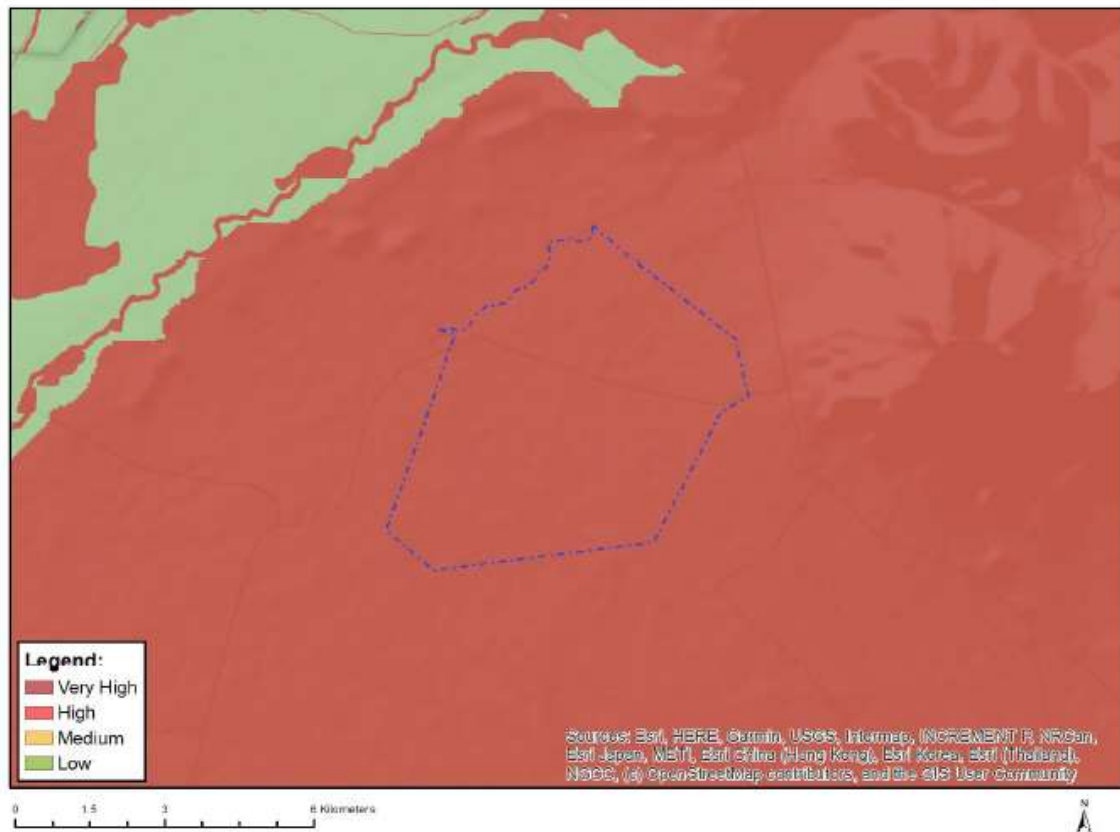 Legend:
Very High
High
Medium
Low
Sources: Esri, HERE, Garmin, USGS, Intermap, INCREMENT P, NRCan,
Esri Japan, METI, Esri China (Hong Kong), Esri Korea, Esri (Thailand),
NGCC, (c) OpenStreetMap contributors, and the GIS User Community
0 1.5 3 6 Kilometers
N